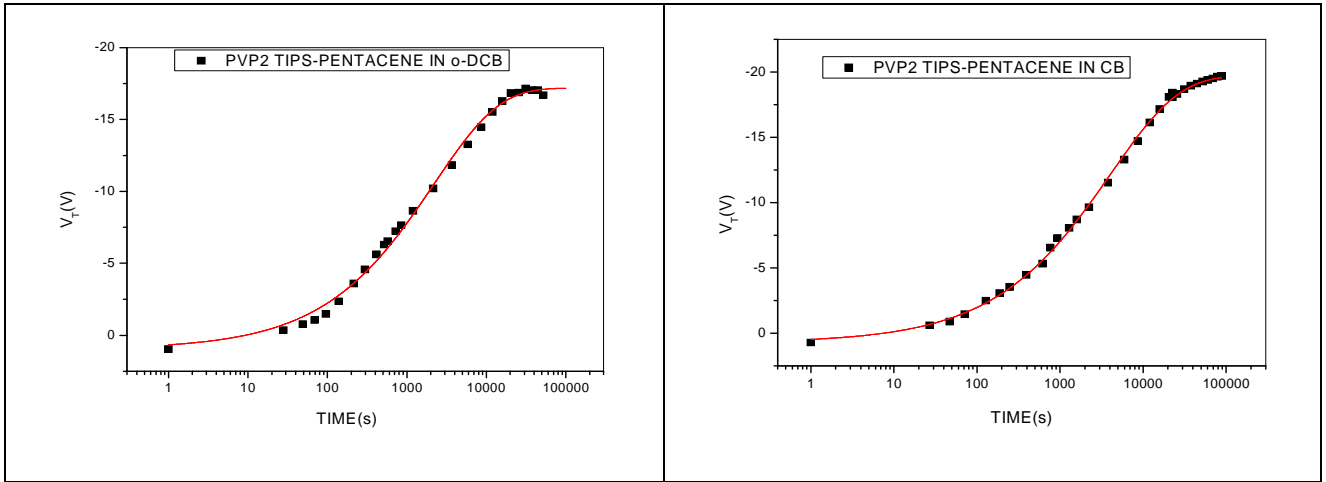 -20
PVP2 TIPS-PENTACENE IN o-DCB
-15
-10
-5
0
V_T(V)
1 10 100 1000 10000 100000
TIME(s)
-20
PVP2 TIPS-PENTACENE IN CB
-15
-10
-5
0
V_T(V)
1 10 100 1000 10000 100000
TIME(s)